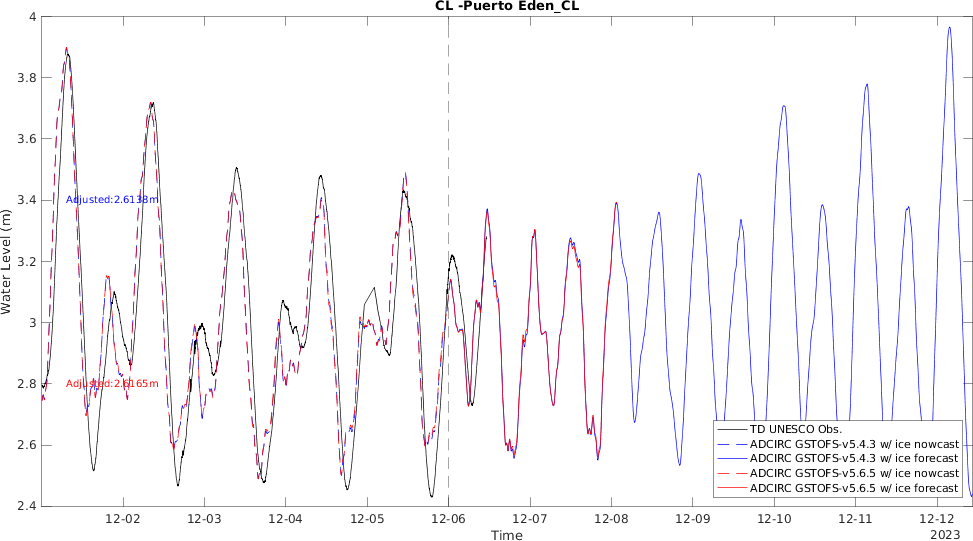 CL -Puerto Eden_CL
4
3.8
3.6
3.4
3.2
3
2.8
2.6
2.4
Water Level (m)
Adjusted:2.6138m
Adjusted:2.6165m
TD UNESCO Obs.
ADCIRC GSTOFS-v5.4.3 w/ ice nowcast
ADCIRC GSTOFS-v5.4.3 w/ ice forecast
ADCIRC GSTOFS-v5.6.5 w/ ice nowcast
ADCIRC GSTOFS-v5.6.5 w/ ice forecast
12-02 12-03 12-04 12-05 12-06 12-07 12-08 12-09 12-10 12-11 12-12
Time
2023